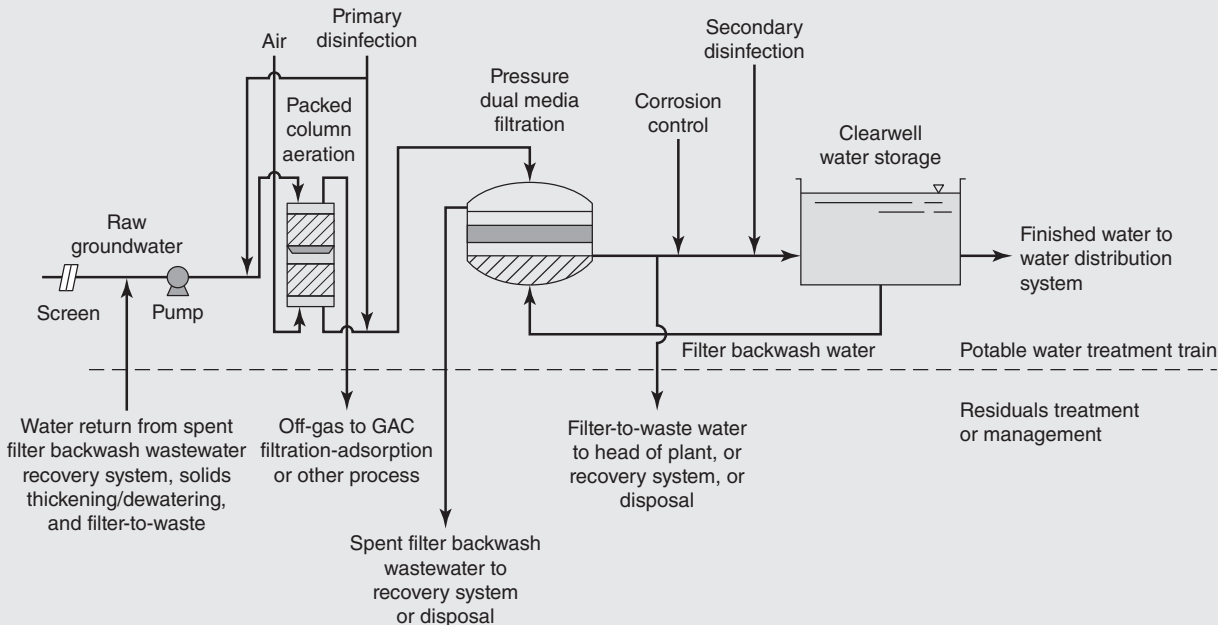 Air
Primary
disinfection
Packed
column
aeration
Pressure
dual media
filtration
Secondary
disinfection
Corrosion
control
Clearwell
water storage
Raw
groundwater
Screen
Pump
Finished water to
water distribution
system
Filter backwash water
Potable water treatment train
Residuals treatment
or management
Water return from spent
filter backwash wastewater
recovery system, solids
thickening/dewatering,
and filter-to-waste
Off-gas to GAC
filtration-adsorption
or other process
Spent filter backwash
wastewater to
recovery system
or disposal
Filter-to-waste water
to head of plant, or
recovery system, or
disposal